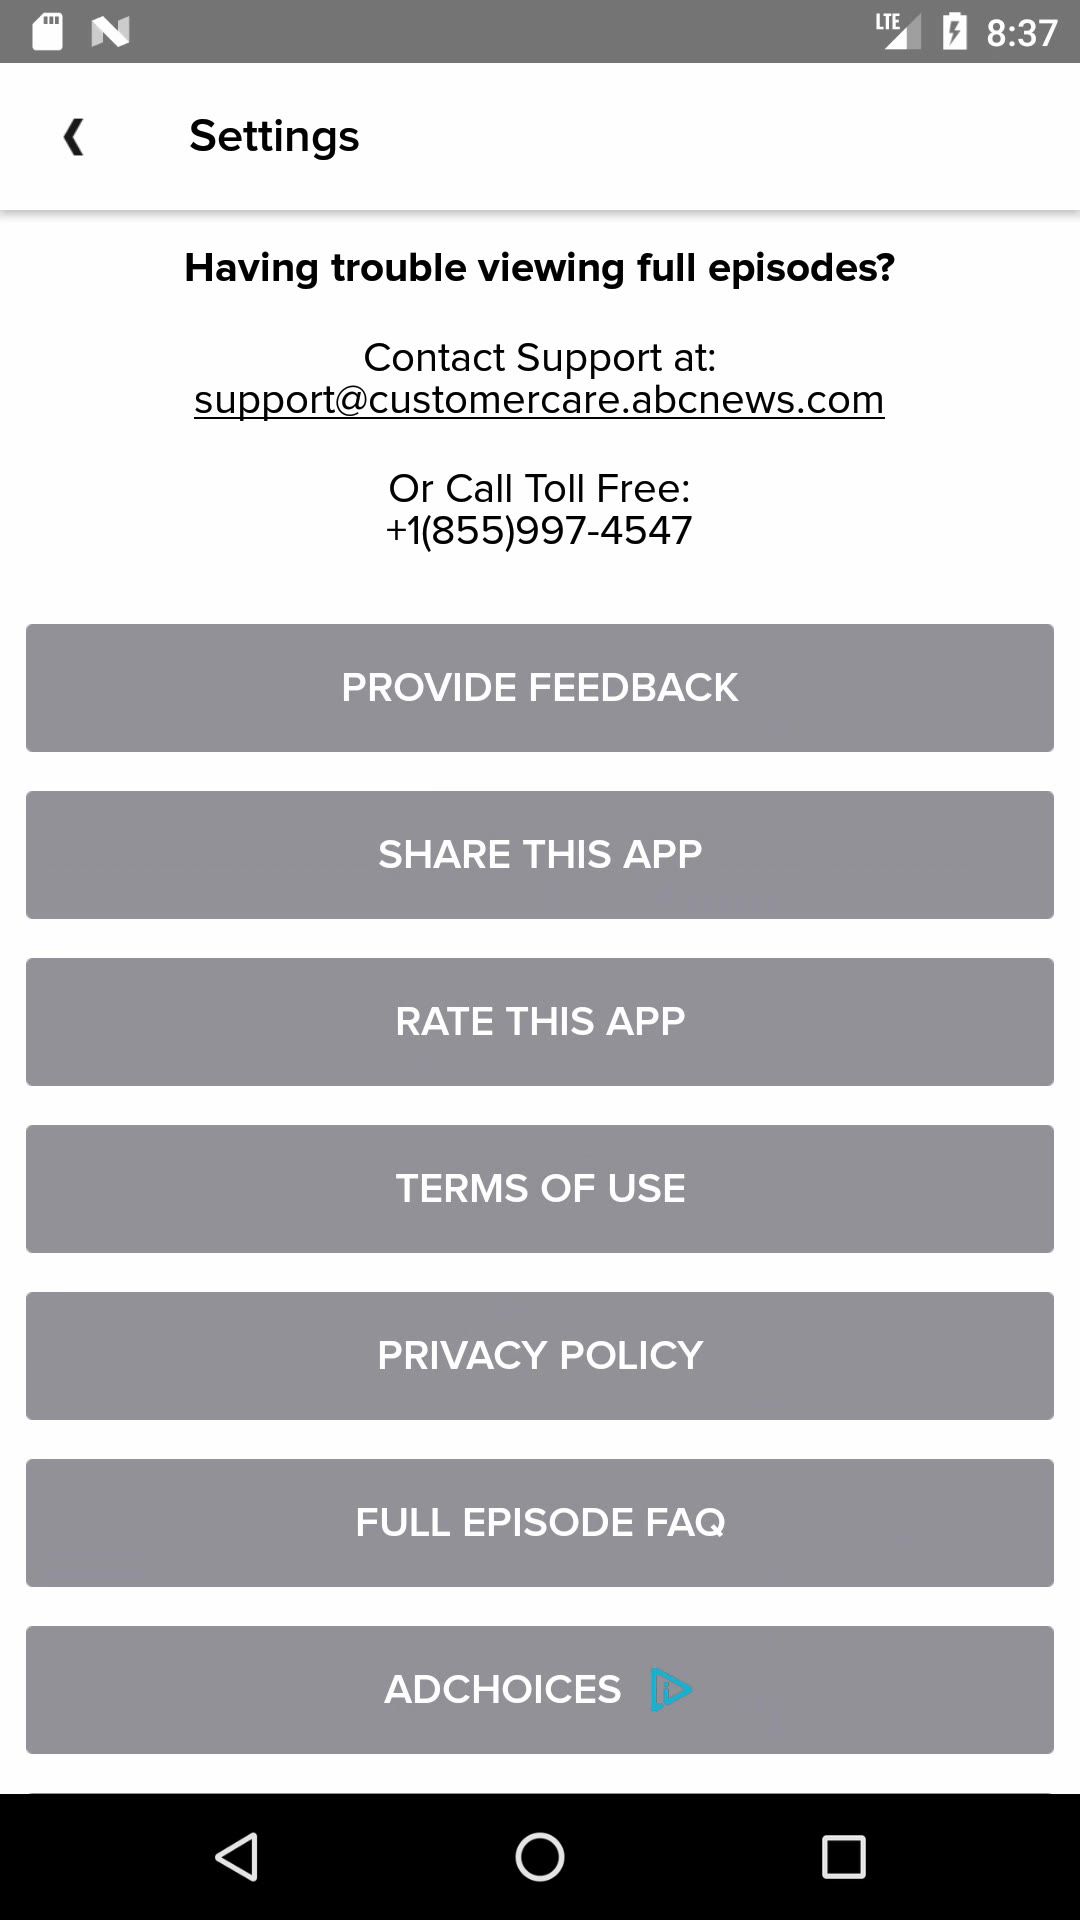 LTE 8:37
Settings
Having trouble viewing full episodes?
Contact Support at:
support@customercare.abcnews.com
Or Call Toll Free:
+1(855)997-4547
PROVIDE FEEDBACK
SHARE THIS APP
RATE THIS APP
TERMS OF USE
PRIVACY POLICY
FULL EPISODE FAQ
ADCHOICES